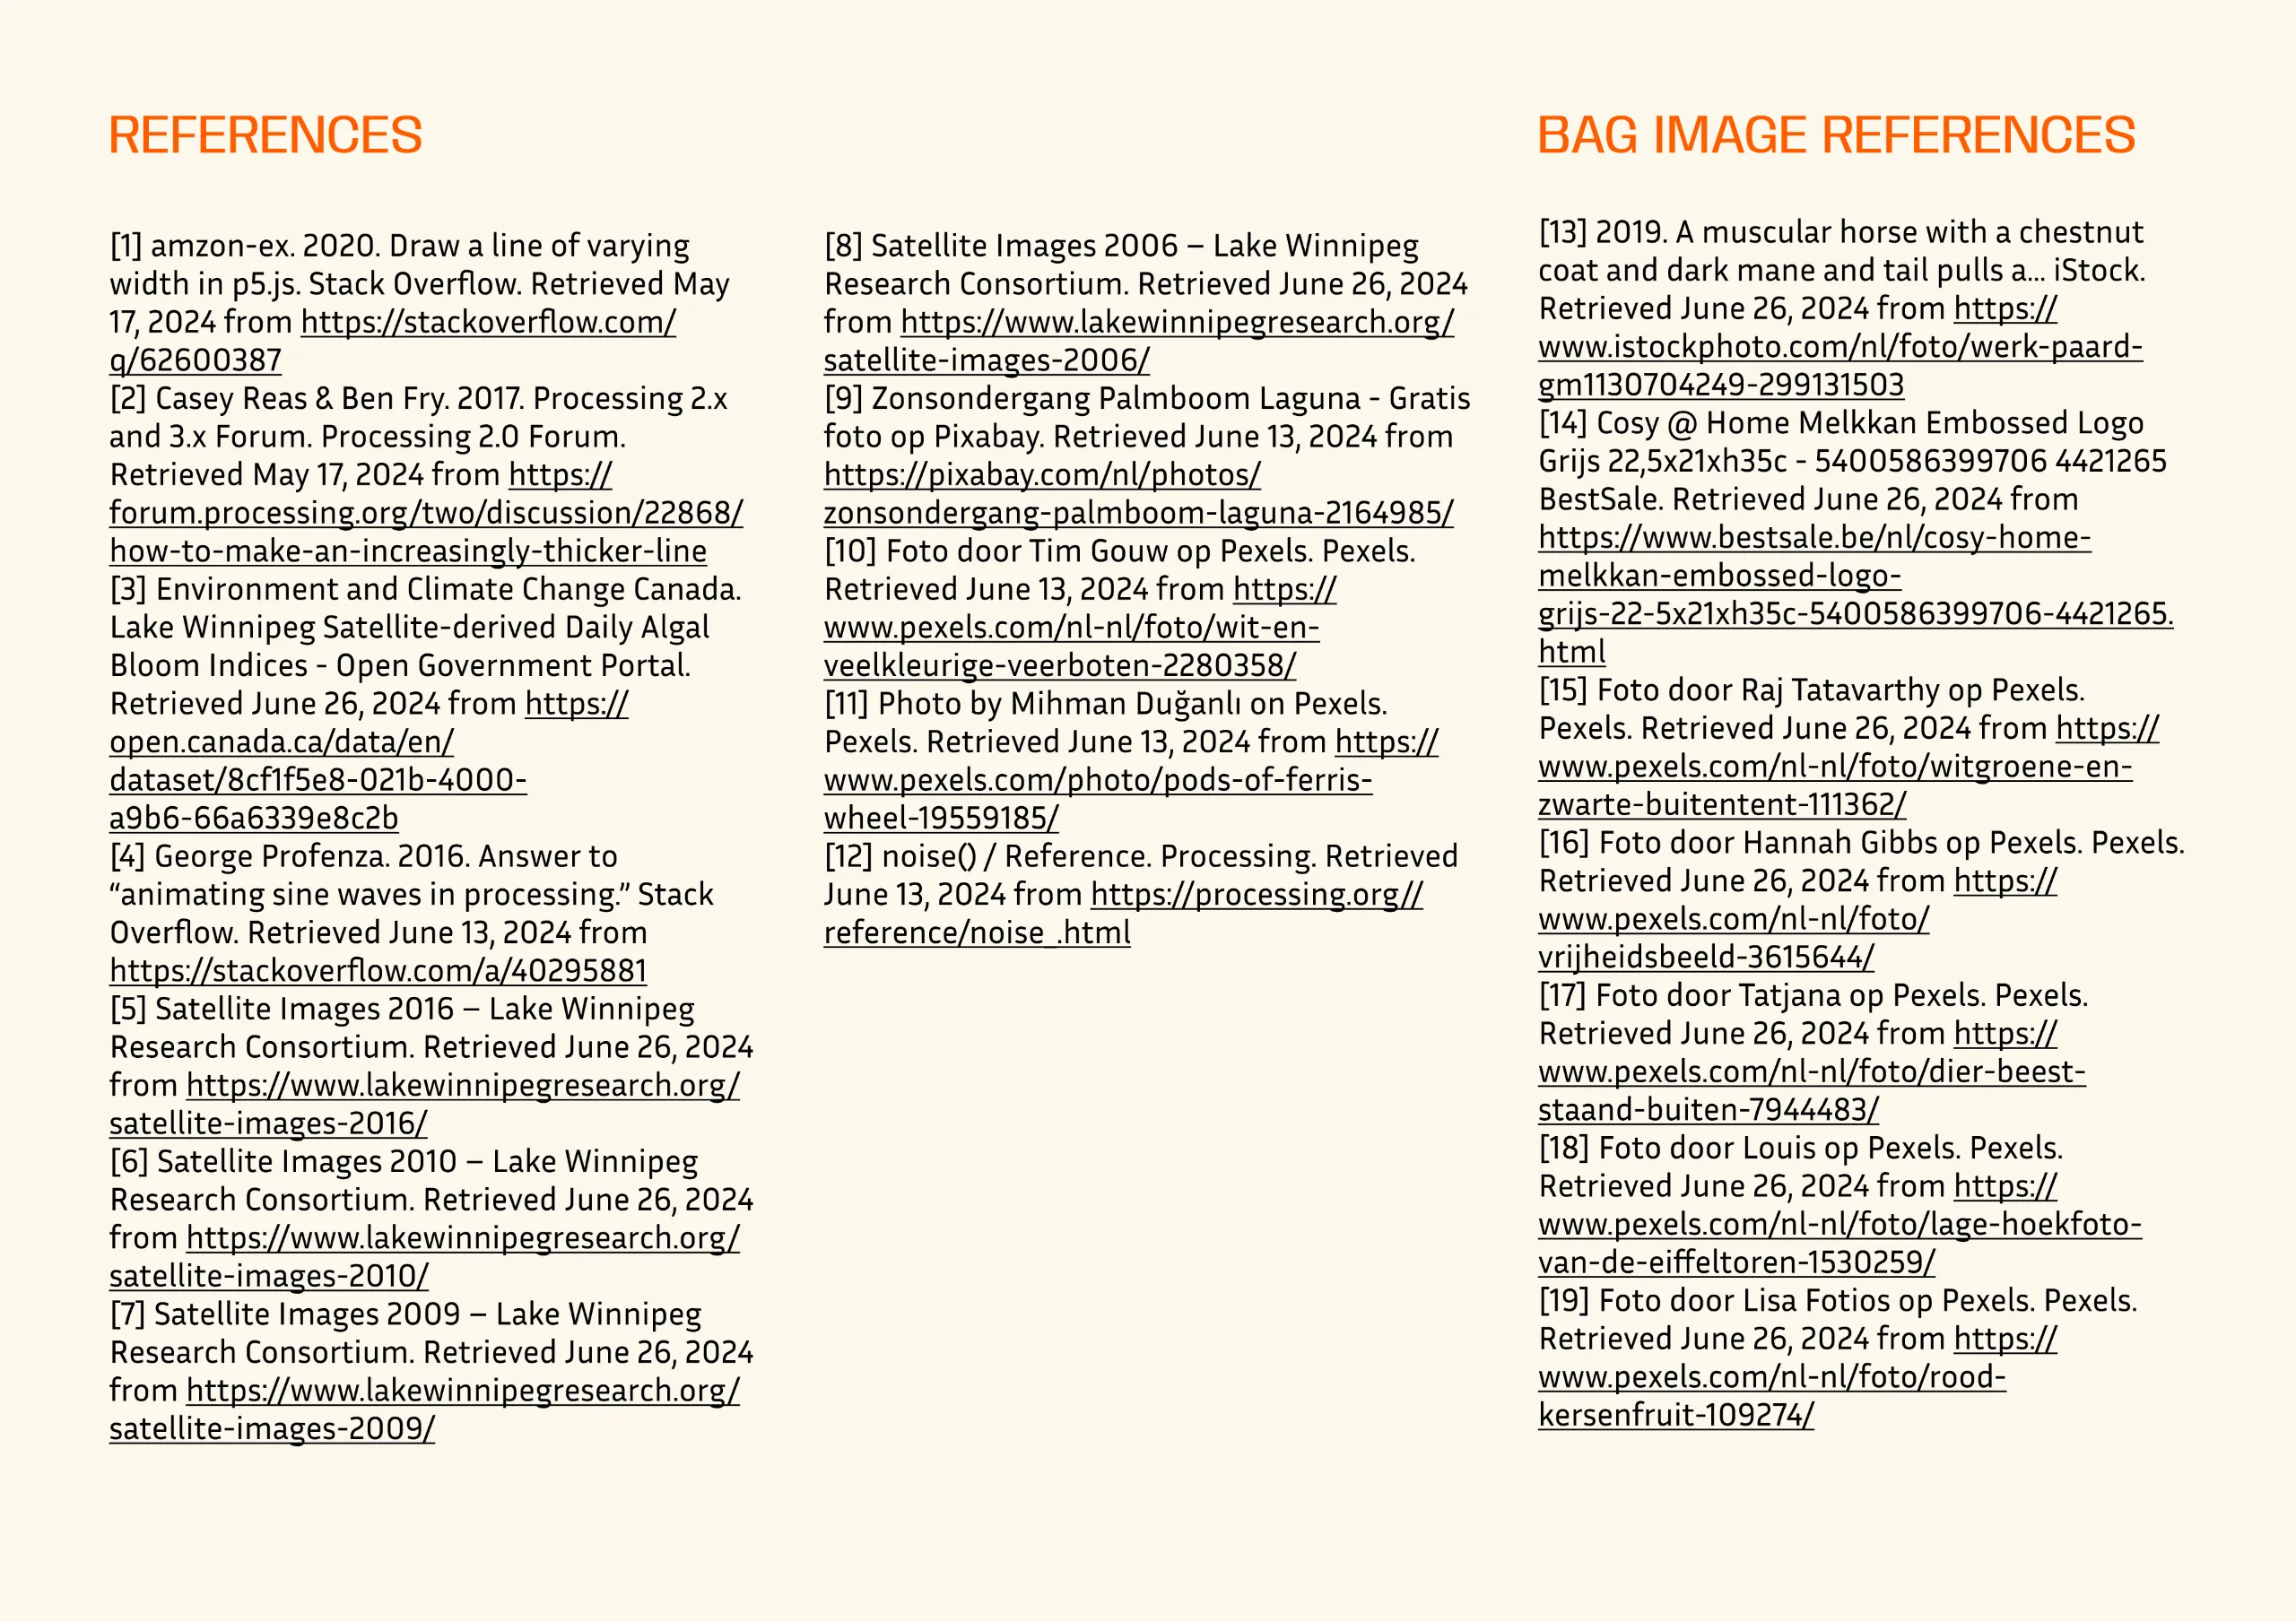 REFERENCES
[1] amzon-ex. 2020. Draw a line of varying
width in p5.js. Stack Overflow. Retrieved May
17, 2024 from https://stackoverflow.com/
q/62600387
[2] Casey Reas & Ben Fry. 2017. Processing 2.x
and 3.x Forum. Processing 2.0 Forum.
Retrieved May 17, 2024 from https://
forum.processing.org/two/discussion/22868/
how-to-make-an-increasingly-thicker-line
[3] Environment and Climate Change Canada.
Lake Winnipeg Satellite-derived Daily Algal
Bloom Indices - Open Government Portal.
Retrieved June 26, 2024 from https://
open.canada.ca/data/en/
dataset/8cf1f5e8-021b-4000-
a9b6-66a6339e8c2b
[4] George Profenza. 2016. Answer to
“animating sine waves in processing.” Stack
Overflow. Retrieved June 13, 2024 from
https://stackoverflow.com/a/40295881
[5] Satellite Images 2016 – Lake Winnipeg
Research Consortium. Retrieved June 26, 2024
from https://www.lakewinnipegresearch.org/
satellite-images-2016/
[6] Satellite Images 2010 – Lake Winnipeg
Research Consortium. Retrieved June 26, 2024
from https://www.lakewinnipegresearch.org/
satellite-images-2010/
[7] Satellite Images 2009 – Lake Winnipeg
Research Consortium. Retrieved June 26, 2024
from https://www.lakewinnipegresearch.org/
satellite-images-2009/
[8] Satellite Images 2006 – Lake Winnipeg
Research Consortium. Retrieved June 26, 2024
from https://www.lakewinnipegresearch.org/
satellite-images-2006/
[9] Zonsondergang Palmboom Laguna - Gratis
foto op Pixabay. Retrieved June 13, 2024 from
https://pixabay.com/nl/photos/
zonsondergang-palmboom-laguna-2164985/
[10] Foto door Tim Gouw op Pexels. Pexels.
Retrieved June 13, 2024 from https://
www.pexels.com/nl-nl/foto/wit-en-
veelkleurige-veerboten-2280358/
[11] Photo by Mihman Duğanlı on Pexels.
Pexels. Retrieved June 13, 2024 from https://
www.pexels.com/photo/pods-of-ferris-
wheel-19559185/
[12] noise() / Reference. Processing. Retrieved
June 13, 2024 from https://processing.org//
reference/noise_.html
BAG IMAGE REFERENCES
[13] 2019. A muscular horse with a chestnut
coat and dark mane and tail pulls a... iStock.
Retrieved June 26, 2024 from https://
www.istockphoto.com/nl/foto/werk-paard-
gm1130704249-299131503
[14] Cosy @ Home Melkkan Embossed Logo
Grijs 22,5x21xh35c - 5400586399706 4421265
BestSale. Retrieved June 26, 2024 from
https://www.bestsale.be/nl/cosy-home-
melkkan-embossed-logo-
grijs-22-5x21xh35c-5400586399706-4421265.
html
[15] Foto door Raj Tatavarthy op Pexels.
Pexels. Retrieved June 26, 2024 from https://
www.pexels.com/nl-nl/foto/witgroene-en-
zwarte-buitentent-111362/
[16] Foto door Hannah Gibbs op Pexels. Pexels.
Retrieved June 26, 2024 from https://
www.pexels.com/nl-nl/foto/
vrijheidsbeeld-3615644/
[17] Foto door Tatjana op Pexels. Pexels.
Retrieved June 26, 2024 from https://
www.pexels.com/nl-nl/foto/dier-beest-
staand-buiten-7944483/
[18] Foto door Louis op Pexels. Pexels.
Retrieved June 26, 2024 from https://
www.pexels.com/nl-nl/foto/lage-hoekfoto-
van-de-eiffeltoren-1530259/
[19] Foto door Lisa Fotios op Pexels. Pexels.
Retrieved June 26, 2024 from https://
www.pexels.com/nl-nl/foto/rood-
kersenfruit-109274/